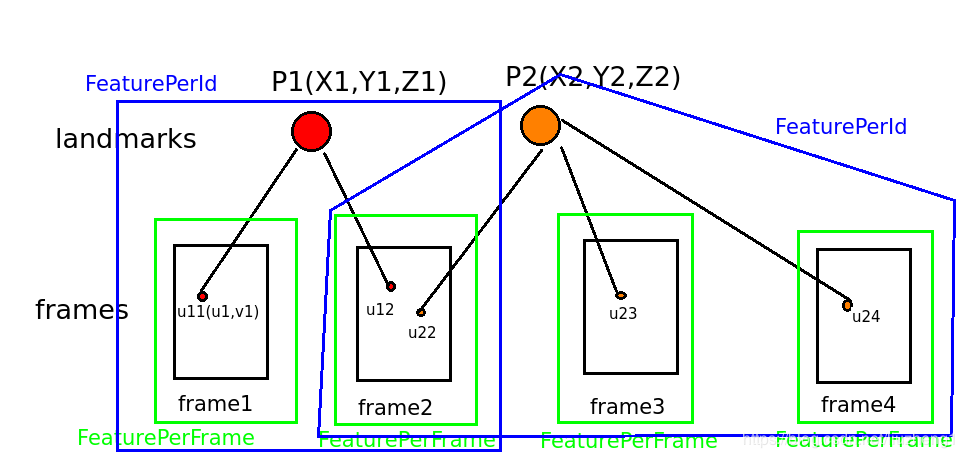 FeaturePerId
P1(X1,Y1,Z1)
P2(X2,Y2,Z2)
FeaturePerId
landmarks
frames
u11(u1,v1)
u12
u22
u23
u24
frame1
frame2
frame3
frame4
FeaturePerFrame
FeaturePerFrame
FeaturePerFrame
FeaturePerFrame